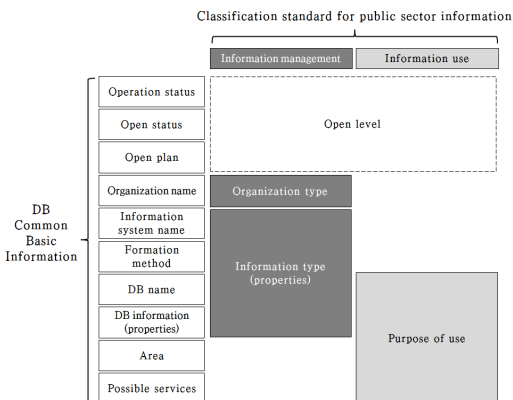 Classification standard for public sector information
Information management
Information use
Operation status
Open status
Open plan
Open level
Organization name
Organization type
DB
Common
Basic
Information
Information
system name
Formation
method
DB name
DB information
(properties)
Area
Possible services
Information type
(properties)
Purpose of use